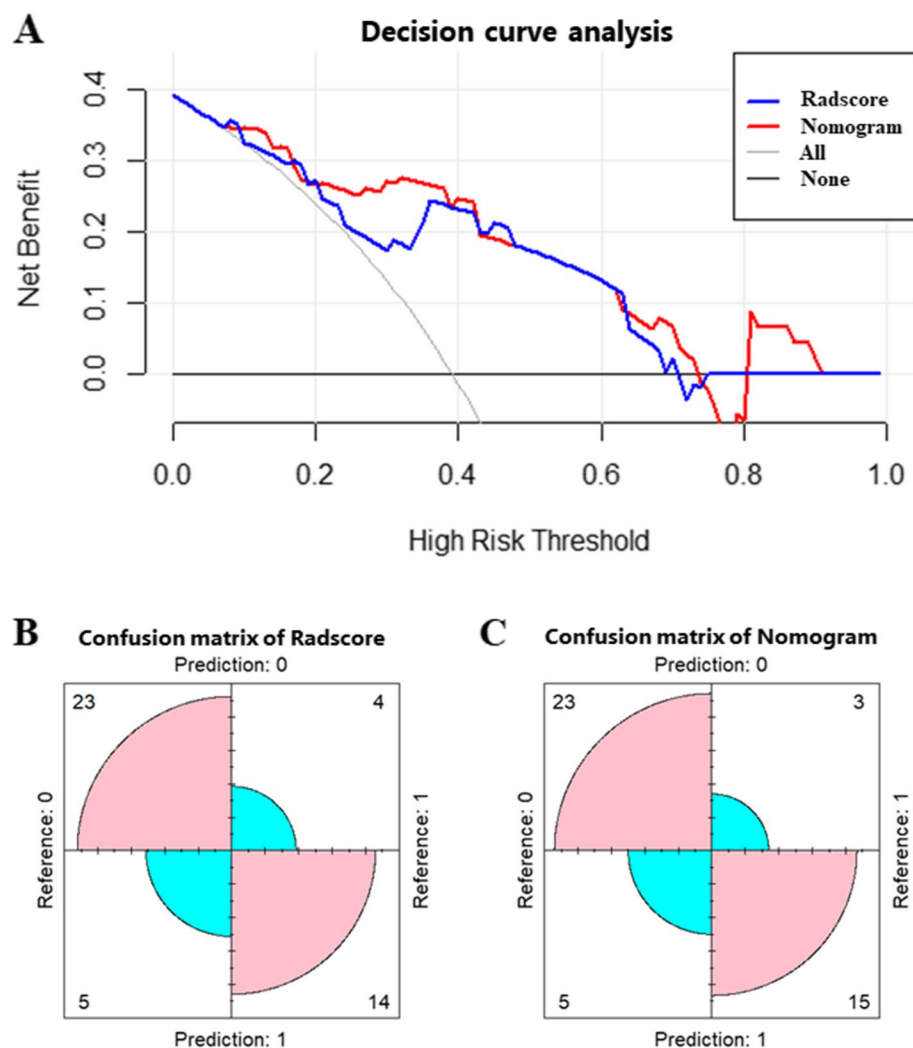 A
Decision curve analysis
Radscore
Nomogram
All
None
Net Benefit
0.4
0.3
0.2
0.1
0.0
0.0 0.2 0.4 0.6 0.8 1.0
High Risk Threshold
B
Confusion matrix of Radscore
Prediction: 0
23 4
Reference: 0
Reference: 1
5 14
Prediction: 1
C
Confusion matrix of Nomogram
Prediction: 0
23 3
Reference: 0
Reference: 1
5 15
Prediction: 1